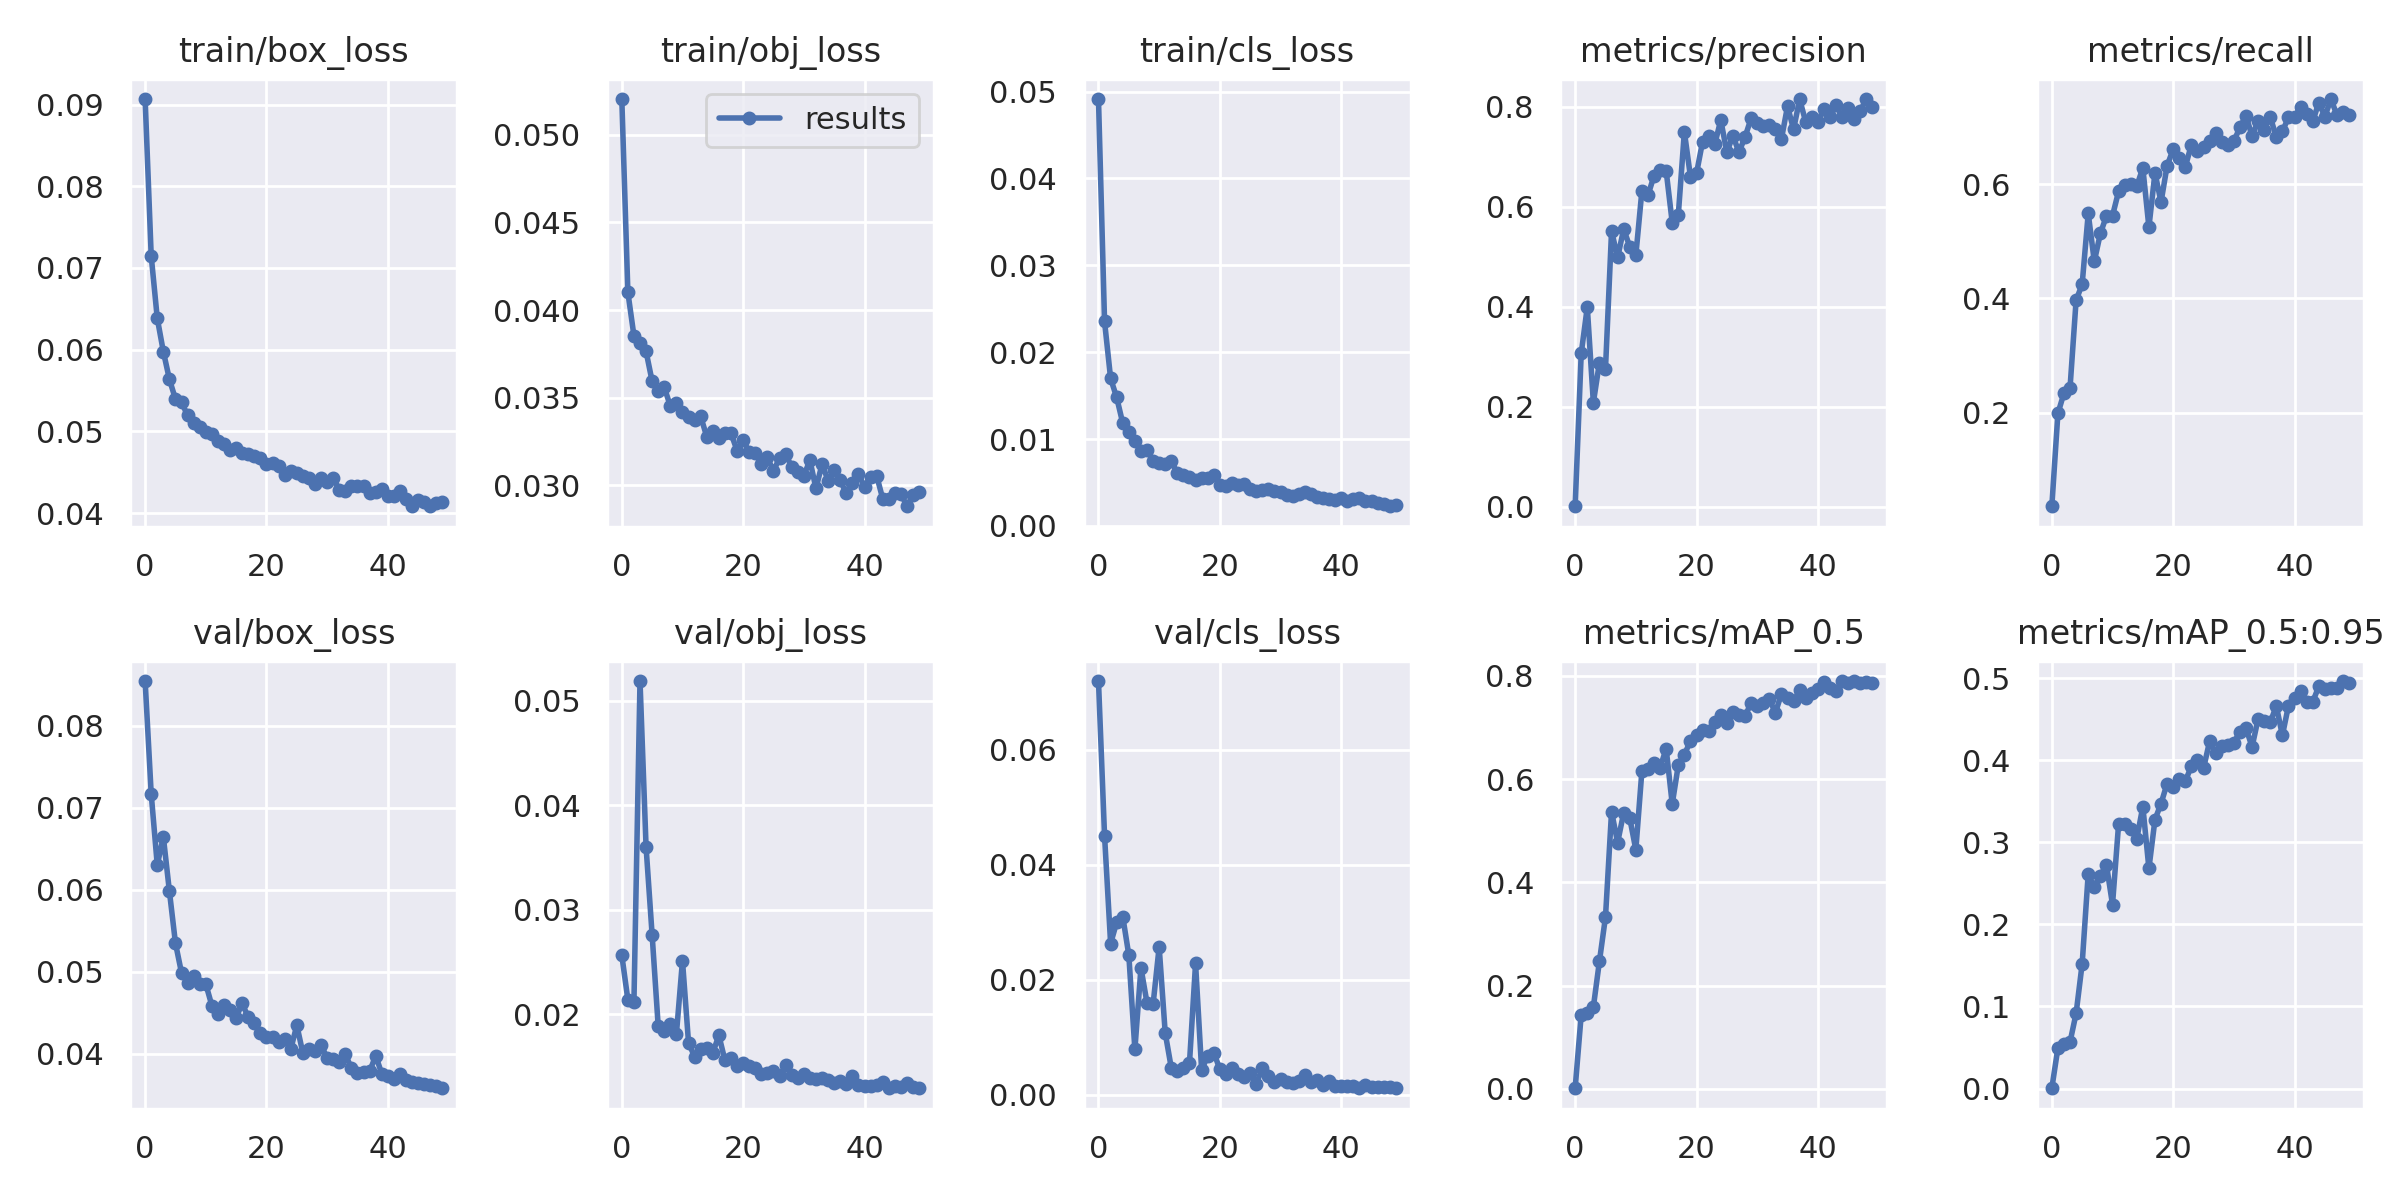 train/box_loss
train/obj_loss
train/cls_loss
metrics/precision
metrics/recall
0.09
0.08
0.07
0.06
0.05
0.04
0 20 40
results
0.050
0.045
0.040
0.035
0.030
0 20 40
0.05
0.04
0.03
0.02
0.01
0.00
0 20 40
0.8
0.6
0.4
0.2
0.0
0 20 40
0.6
0.4
0.2
0 20 40
val/box_loss
val/obj_loss
val/cls_loss
metrics/mAP_0.5
metrics/mAP_0.5:0.95
0.08
0.07
0.06
0.05
0.04
0 20 40
0.05
0.04
0.03
0.02
0 20 40
0.06
0.04
0.02
0.00
0 20 40
0.8
0.6
0.4
0.2
0.0
0 20 40
0.5
0.4
0.3
0.2
0.1
0.0
0 20 40